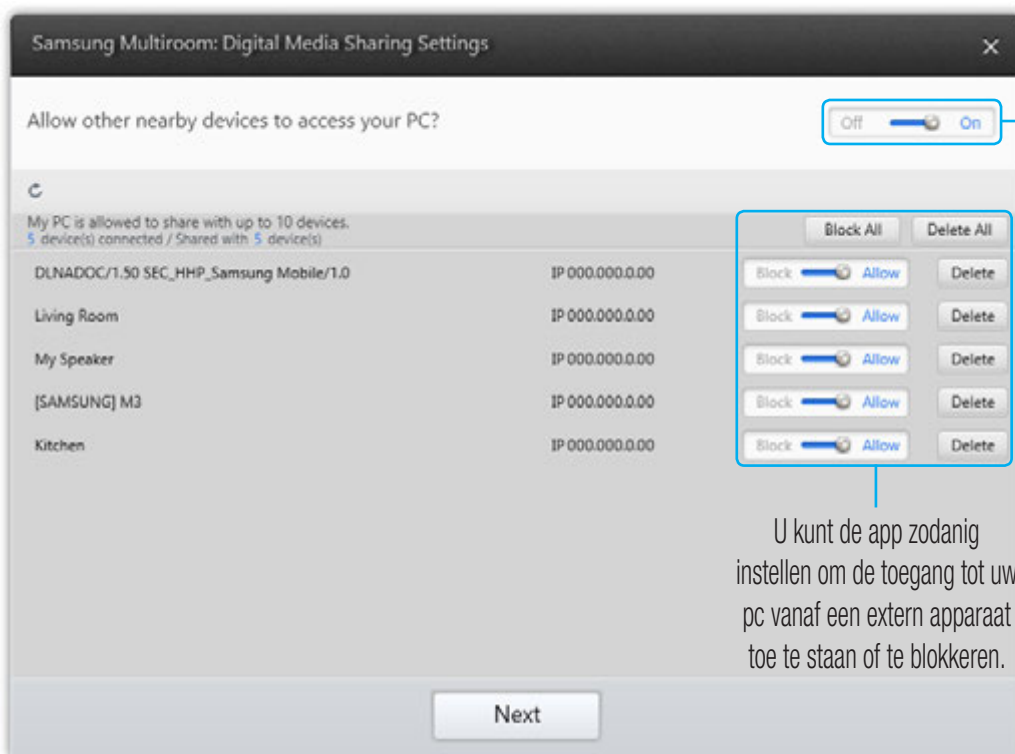 Samsung Multiroom: Digital Media Sharing Settings
Allow other nearby devices to access your PC?
Off On
My PC is allowed to share with up to 10 devices.
5 device(s) connected / Shared with 5 device(s)
Block All Delete All
DLNADOC/1.50 SEC_HHP_Samsung Mobile/1.0 IP 000.000.0.00 Block Allow Delete
Living Room IP 000.000.0.00 Block Allow Delete
My Speaker IP 000.000.0.00 Block Allow Delete
[SAMSUNG] M3 IP 000.000.0.00 Block Allow Delete
Kitchen IP 000.000.0.00 Block Allow Delete
U kunt de app zodanig
instellen om de toegang tot uw
pc vanaf een extern apparaat
toe te staan of te blokkeren.
Next